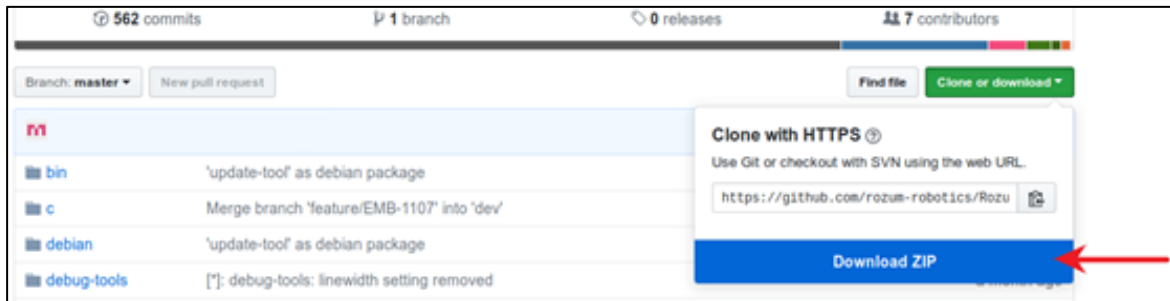 562 commits 1 branch 0 releases 7 contributors
Branch: master New pull request Find file Clone or download
Clone with HTTPS
Use Git or checkout with SVN using the web URL.
https://github.com/rozum-robotics/Rozu
Download ZIP
bin 'update-tool' as debian package
c Merge branch 'feature/EMB-1107' into 'dev'
debian 'update-tool' as debian package
debug-tools [*]: debug-tools: linewidth setting removed